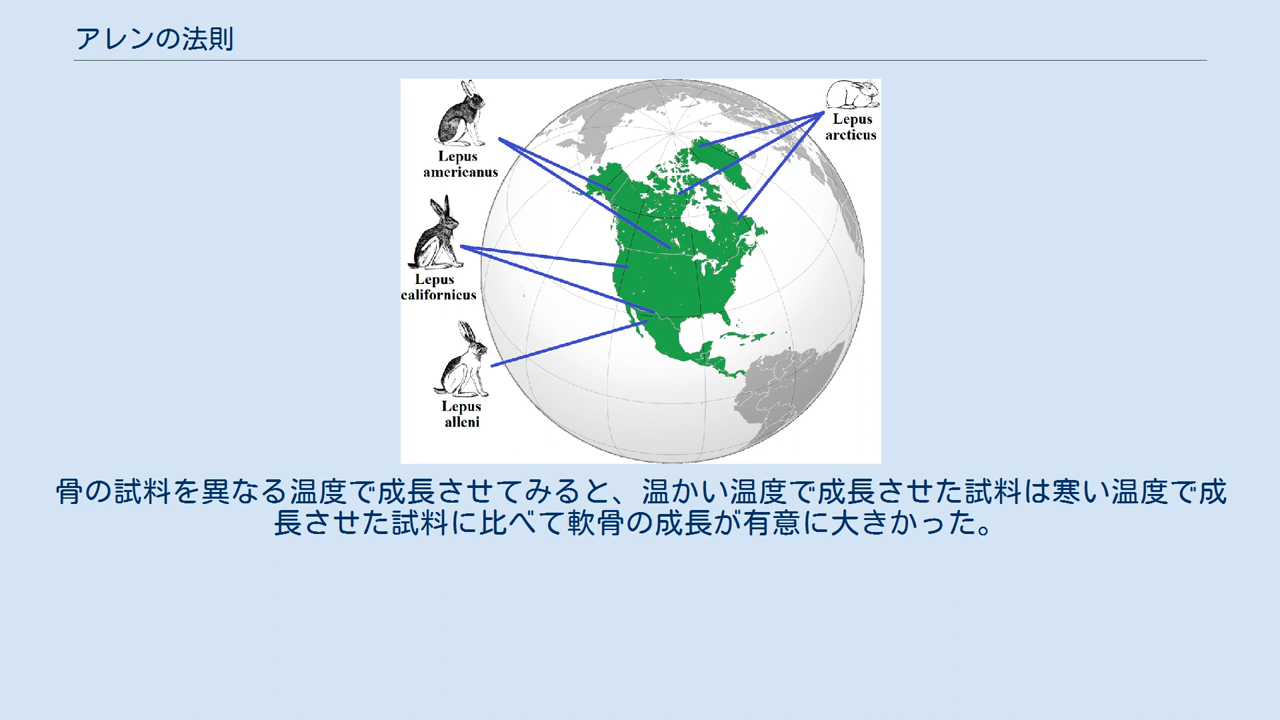 アレンの法則
Lepus
americanus
Lepus
arcticus
Lepus
californicus
Lepus
alleni
骨の試料を異なる温度で成長させてみると、温かい温度で成長させた試料は寒い温度で成
長させた試料に比べて軟骨の成長が有意に大きかった。